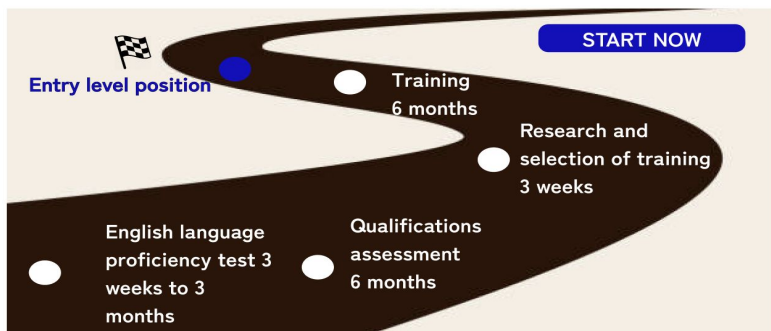 START NOW
Entry level position
Training
6 months
Research and
selection of training
3 weeks
English language
proficiency test 3
weeks to 3
months
Qualifications
assessment
6 months